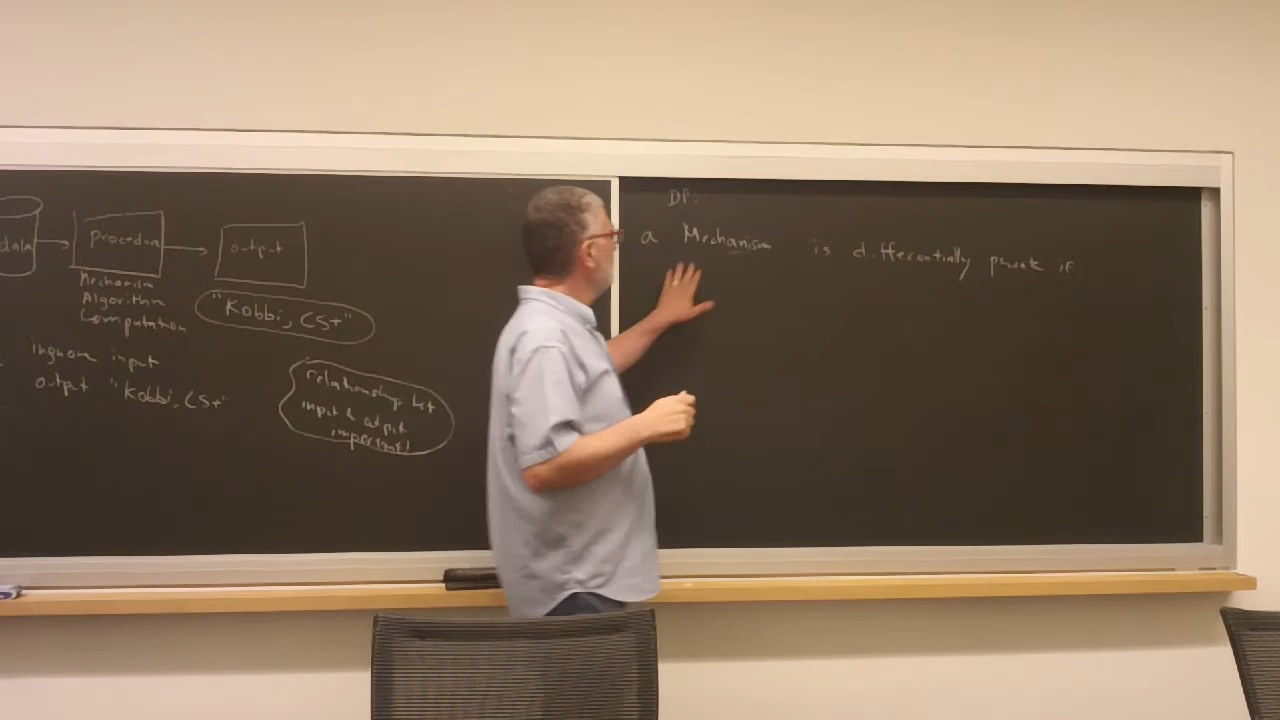 data
procedure
output
Mechanism
Algorithm
Computation
"Kobbi, CS+"
ingnore input
output "Kobbi, CS+"
relationship bet
input & output
important!
DP.
a Mechanism is differentially private if.